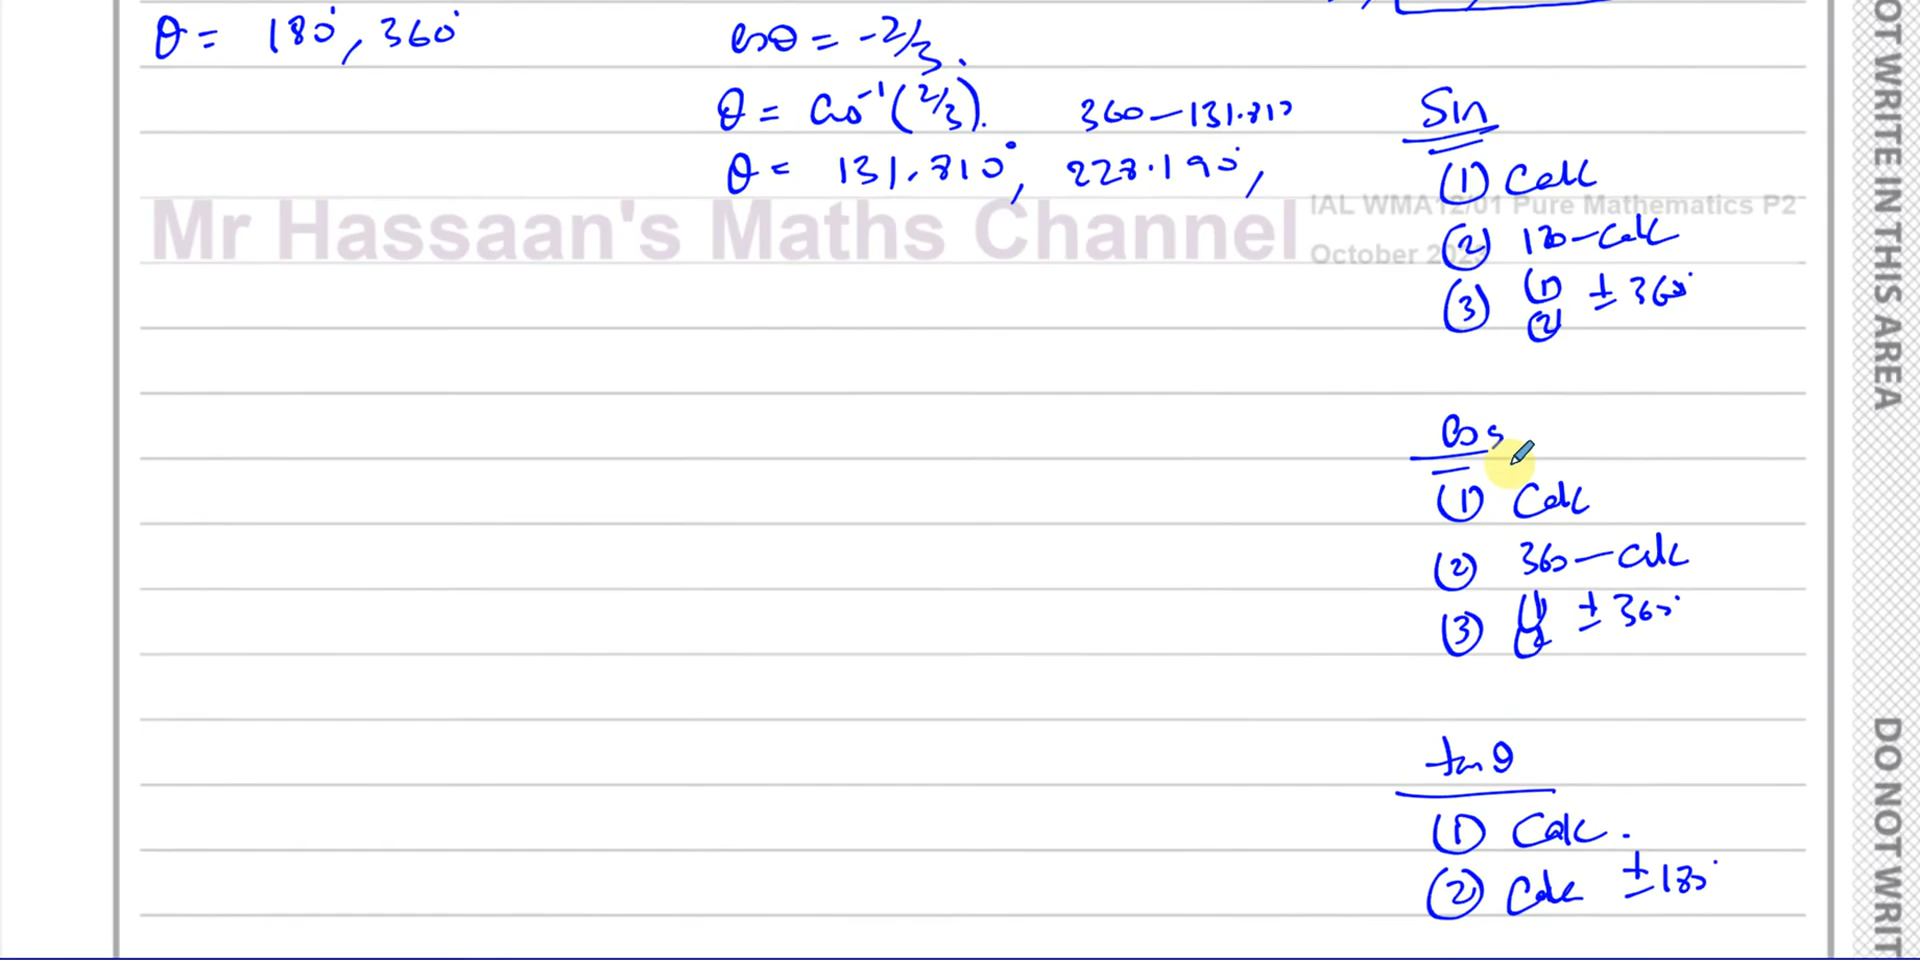 θ = 180°, 360°
cosθ = -2/3.
θ = Cos⁻¹(2/3).
360 - 131.810
θ = 131.810°, 228.190°,
Sin
(1) Calc
(2) 180 - Calc
(3) (1) (2) ± 360°
Mr Hassaan's Maths Channel
IAL WMA12/01 Pure Mathematics P2
October
Cos
(1) Calc
(2) 360 - Calc
(3) (1) (2) ± 360°
tanθ
(1) Calc.
(2) Calc ± 180°
OT WRITE IN THIS AREA
DO NOT WRIT